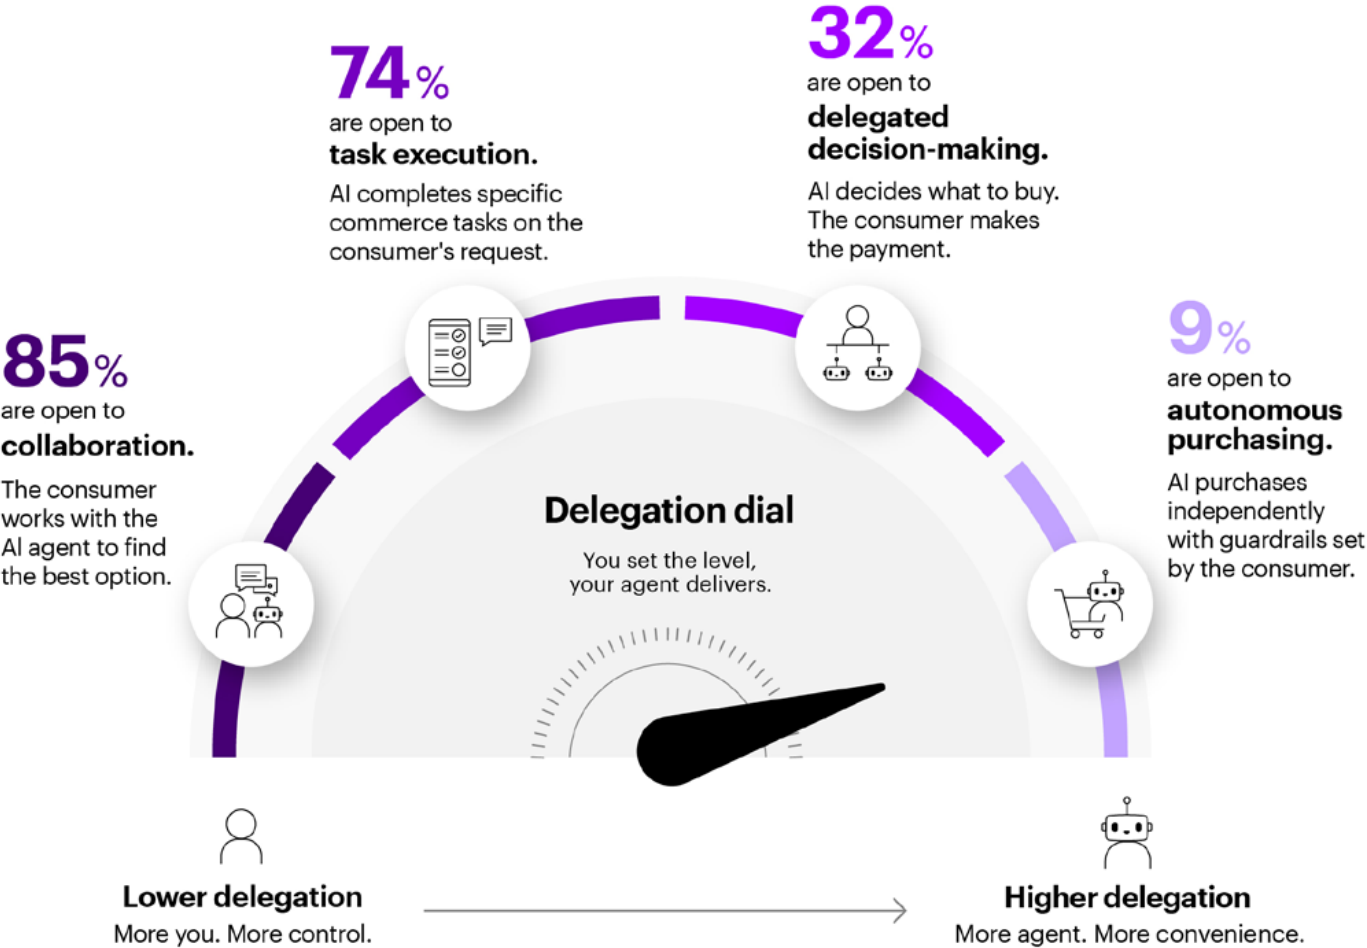 85%
are open to
collaboration.
The consumer
works with the
AI agent to find
the best option.
74%
are open to
task execution.
AI completes specific
commerce tasks on the
consumer's request.
32%
are open to
delegated
decision-making.
AI decides what to buy.
The consumer makes
the payment.
9%
are open to
autonomous
purchasing.
AI purchases
independently
with guardrails set
by the consumer.
Delegation dial
You set the level,
your agent delivers.
Lower delegation
More you. More control.
Higher delegation
More agent. More convenience.